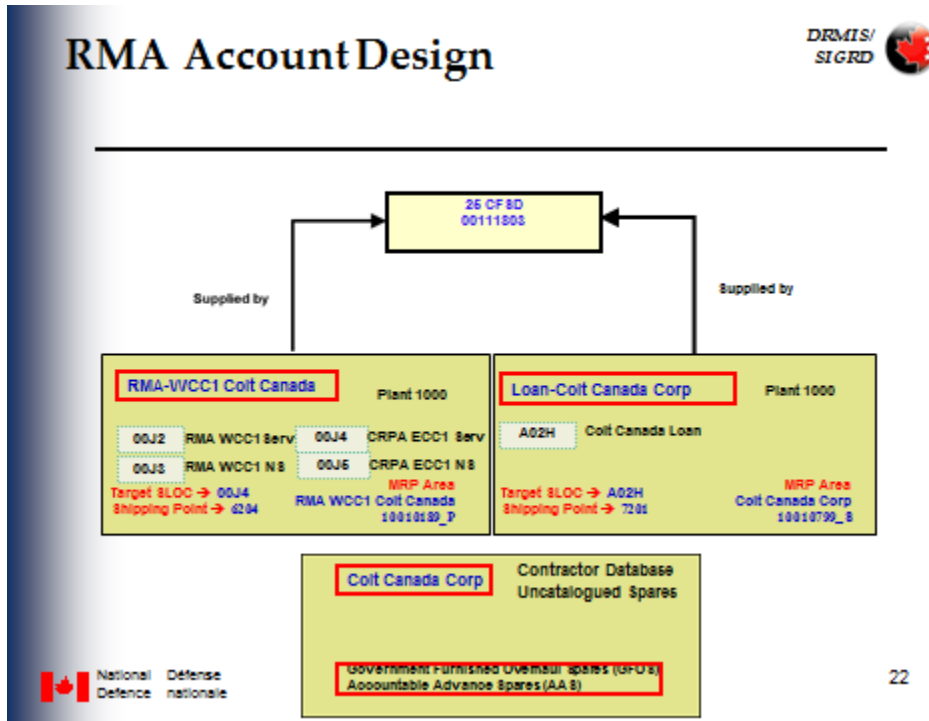 RMA Account Design
DRMIS/
SIGRD
25 CFSD
00111803
Supplied by
Supplied by
RMA-WCC1 Colt Canada
Plant 1000
00J2 RMA WCC1 Serv 00J4 CRPA ECC1 Serv
00J3 RMA WCC1 NS 00J5 CRPA ECC1 NS
Target SLOC → 00J4
Shipping Point → 6204
MRP Area
RMA WCC1 Colt Canada
10010189_P
Loan-Colt Canada Corp
Plant 1000
A02H Colt Canada Loan
Target SLOC → A02H
Shipping Point → 7201
MRP Area
Colt Canada Corp
10010799_S
Colt Canada Corp
Contractor Database
Uncatalogued Spares
Government Furnished Overhaul Spares (GFOS)
Accountable Advance Spares (AAS)
National Défense
Defence nationale
22